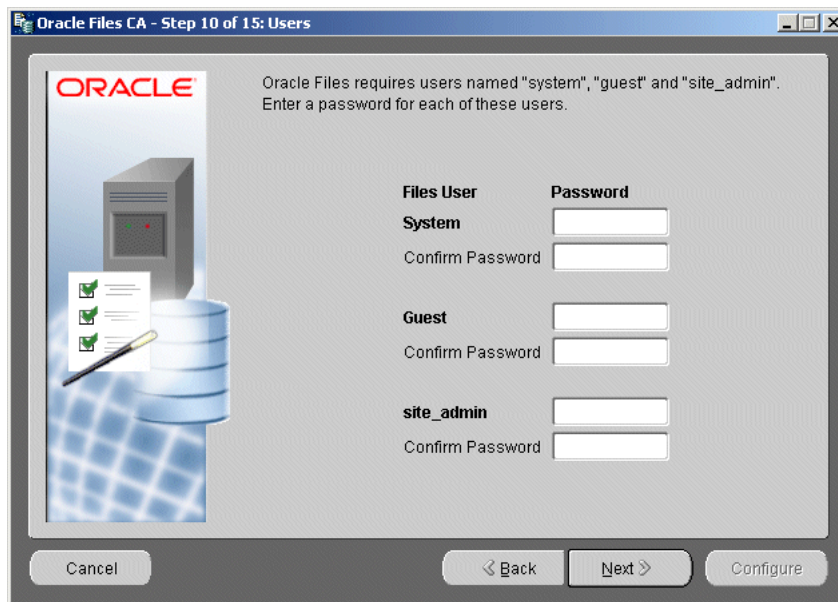 Oracle Files CA - Step 10 of 15: Users
ORACLE
Oracle Files requires users named "system", "guest" and "site_admin".
Enter a password for each of these users.
Files User Password
System
Confirm Password
Guest
Confirm Password
site_admin
Confirm Password
Cancel Back Next Configure